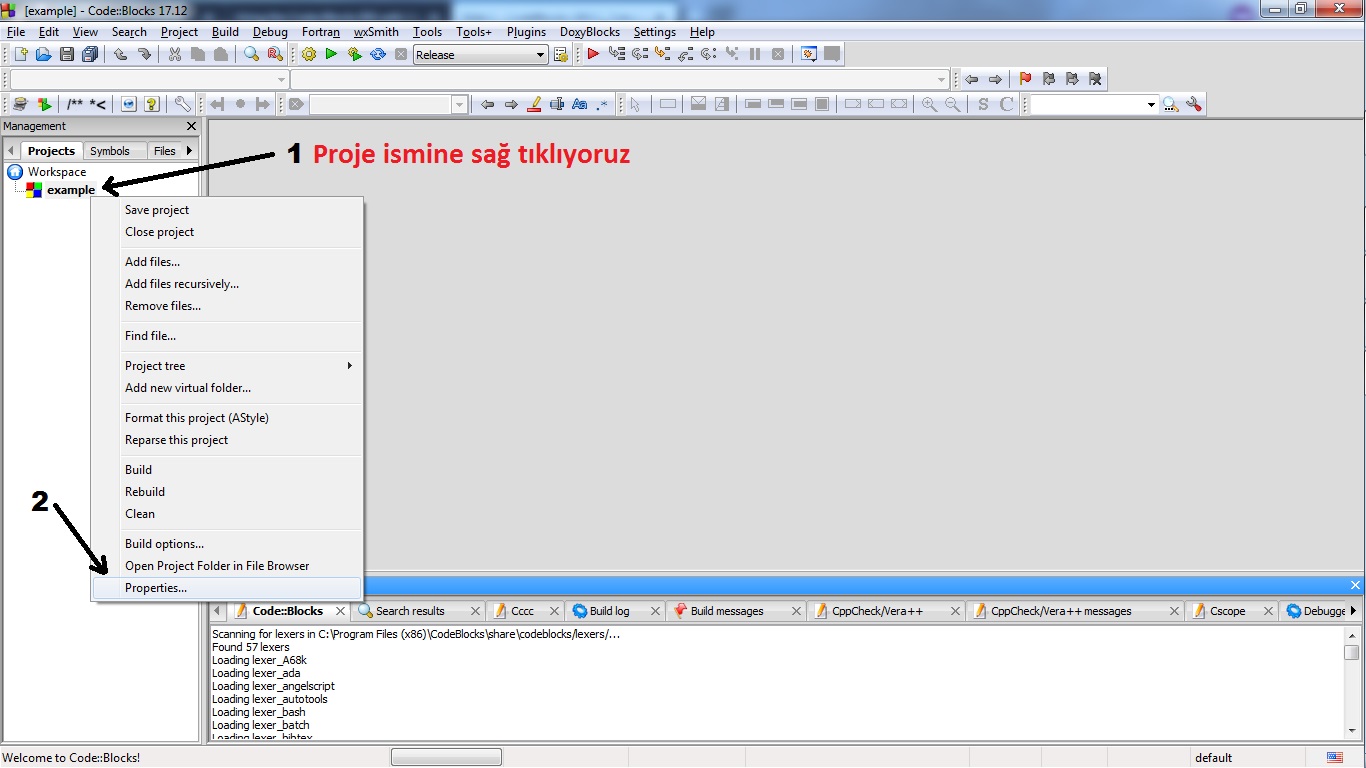 [example] - Code::Blocks 17.12
File Edit View Search Project Build Debug Fortran wxSmith Tools Tools+ Plugins DoxyBlocks Settings Help
Release
/** *<
Aa .*
S C
Management
Projects Symbols Files
Workspace
example
1 Proje ismine sağ tıklıyoruz
Save project
Close project
Add files...
Add files recursively...
Remove files...
Find file...
Project tree
Add new virtual folder...
Format this project (AStyle)
Reparse this project
Build
Rebuild
Clean
2
Build options...
Open Project Folder in File Browser
Properties...
Code::Blocks Search results Cccc Build log Build messages CppCheck/Vera++ CppCheck/Vera++ messages Cscope Debugge
Scanning for lexers in C:\Program Files (x86)\CodeBlocks\share\codeblocks/lexers/...
Found 57 lexers
Loading lexer_A68k
Loading lexer_ada
Loading lexer_angelscript
Loading lexer_autotools
Loading lexer_bash
Loading lexer_batch
Loading lexer_bibtex
Welcome to Code::Blocks! default